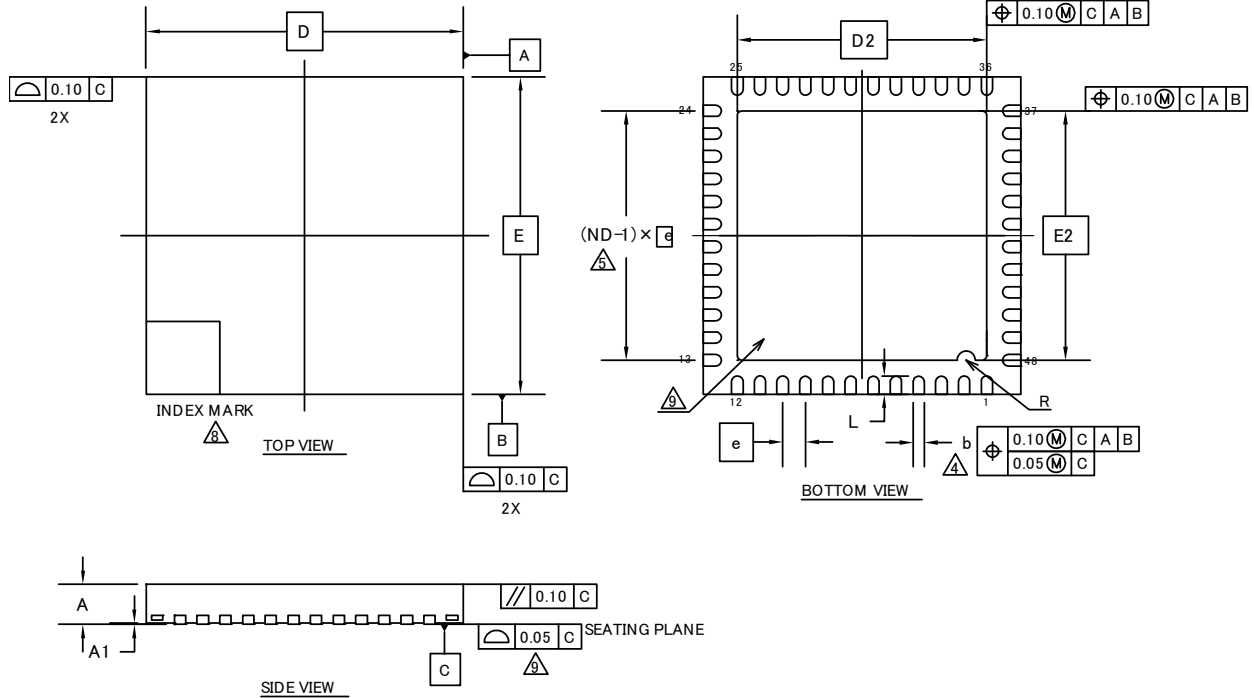 D
A
0.10 C
2X
E
INDEX MARK
8
TOP VIEW
B
0.10 C
2X
0.10 Ⓜ C A B
D2
25
36
0.10 Ⓜ C A B
24
37
(ND-1)× e
5
E2
13
48
9
12
1
R
L
e
b
4
0.10 Ⓜ C A B
0.05 Ⓜ C
BOTTOM VIEW
A
// 0.10 C
A1
0.05 C
SEATING PLANE
9
C
SIDE VIEW